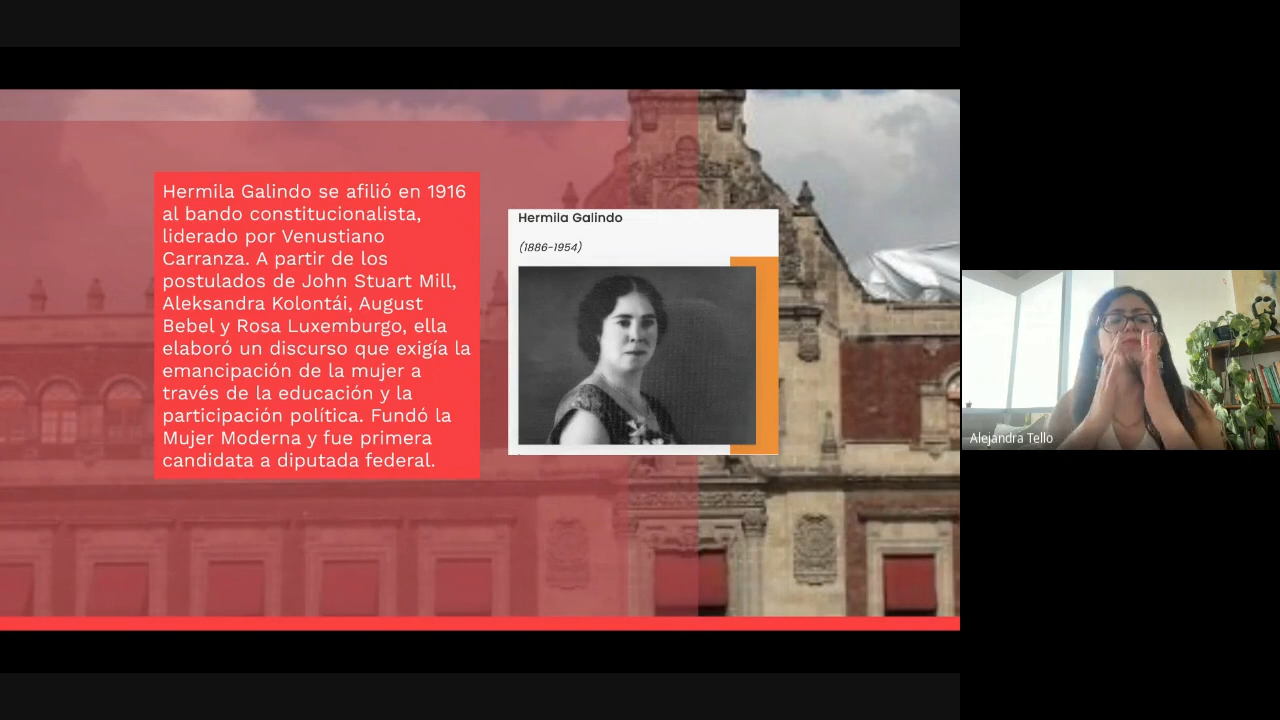 Hermila Galindo se afilió en 1916
al bando constitucionalista,
liderado por Venustiano
Carranza. A partir de los
postulados de John Stuart Mill,
Aleksandra Kolontái, August
Bebel y Rosa Luxemburgo, ella
elaboró un discurso que exigía la
emancipación de la mujer a
través de la educación y la
participación política. Fundó la
Mujer Moderna y fue primera
candidata a diputada federal.
Hermila Galindo
(1886-1954)
Alejandra Tello